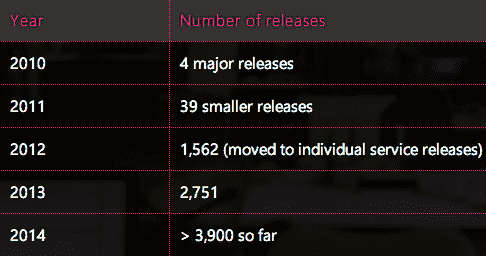 Year Number of releases
2010 4 major releases
2011 39 smaller releases
2012 1,562 (moved to individual service releases)
2013 2,751
2014 > 3,900 so far